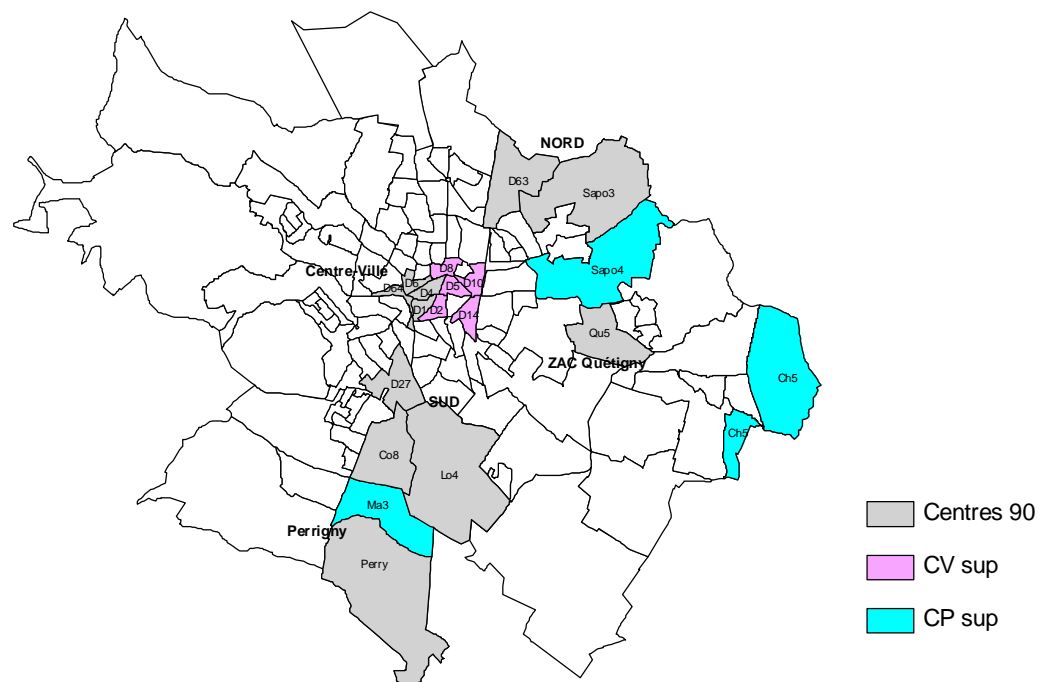 NORD
D63
Sapo3
Centre-Ville
D8
Sapo4
D6
D5
D10
D64
D4
D1
D2
D14
Qu5
ZAC Quétigny
Ch5
D27
SUD
Ch5
Co8
Lo4
Ma3
Centres 90
Perrigny
Perry
CV sup
CP sup